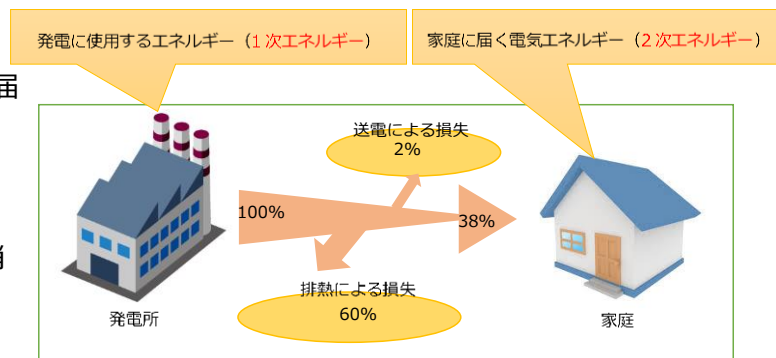 発電に使用するエネルギー（1次エネルギー）
家庭に届く電気エネルギー（2次エネルギー）
届
送電による損失
2%
100%
38%
排熱による損失
60%
発電所
家庭